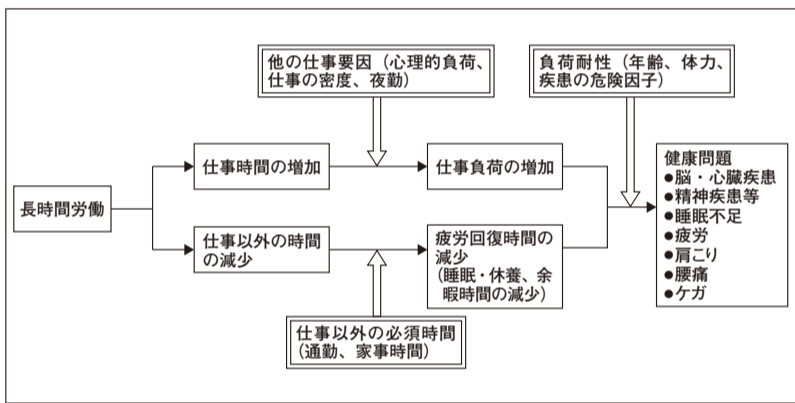 他の仕事要因（心理的負荷、
仕事の密度、夜勤）
負荷耐性（年齢、体力、
疾患の危険因子）
長時間労働
仕事時間の増加
仕事負荷の増加
仕事以外の時間
の減少
疲労回復時間の
減少
（睡眠・休養、余
暇時間の減少）
仕事以外の必須時間
（通勤、家事時間）
健康問題
●脳・心臓疾患
●精神疾患等
●睡眠不足
●疲労
●肩こり
●腰痛
●ケガ